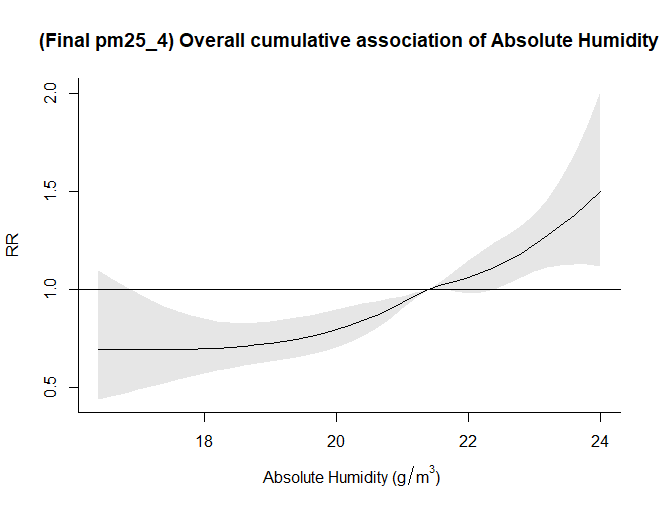 (Final pm25_4) Overall cumulative association of Absolute Humidity
2.0
1.5
1.0
0.5
RR
18 20 22 24
Absolute Humidity (g/m³)